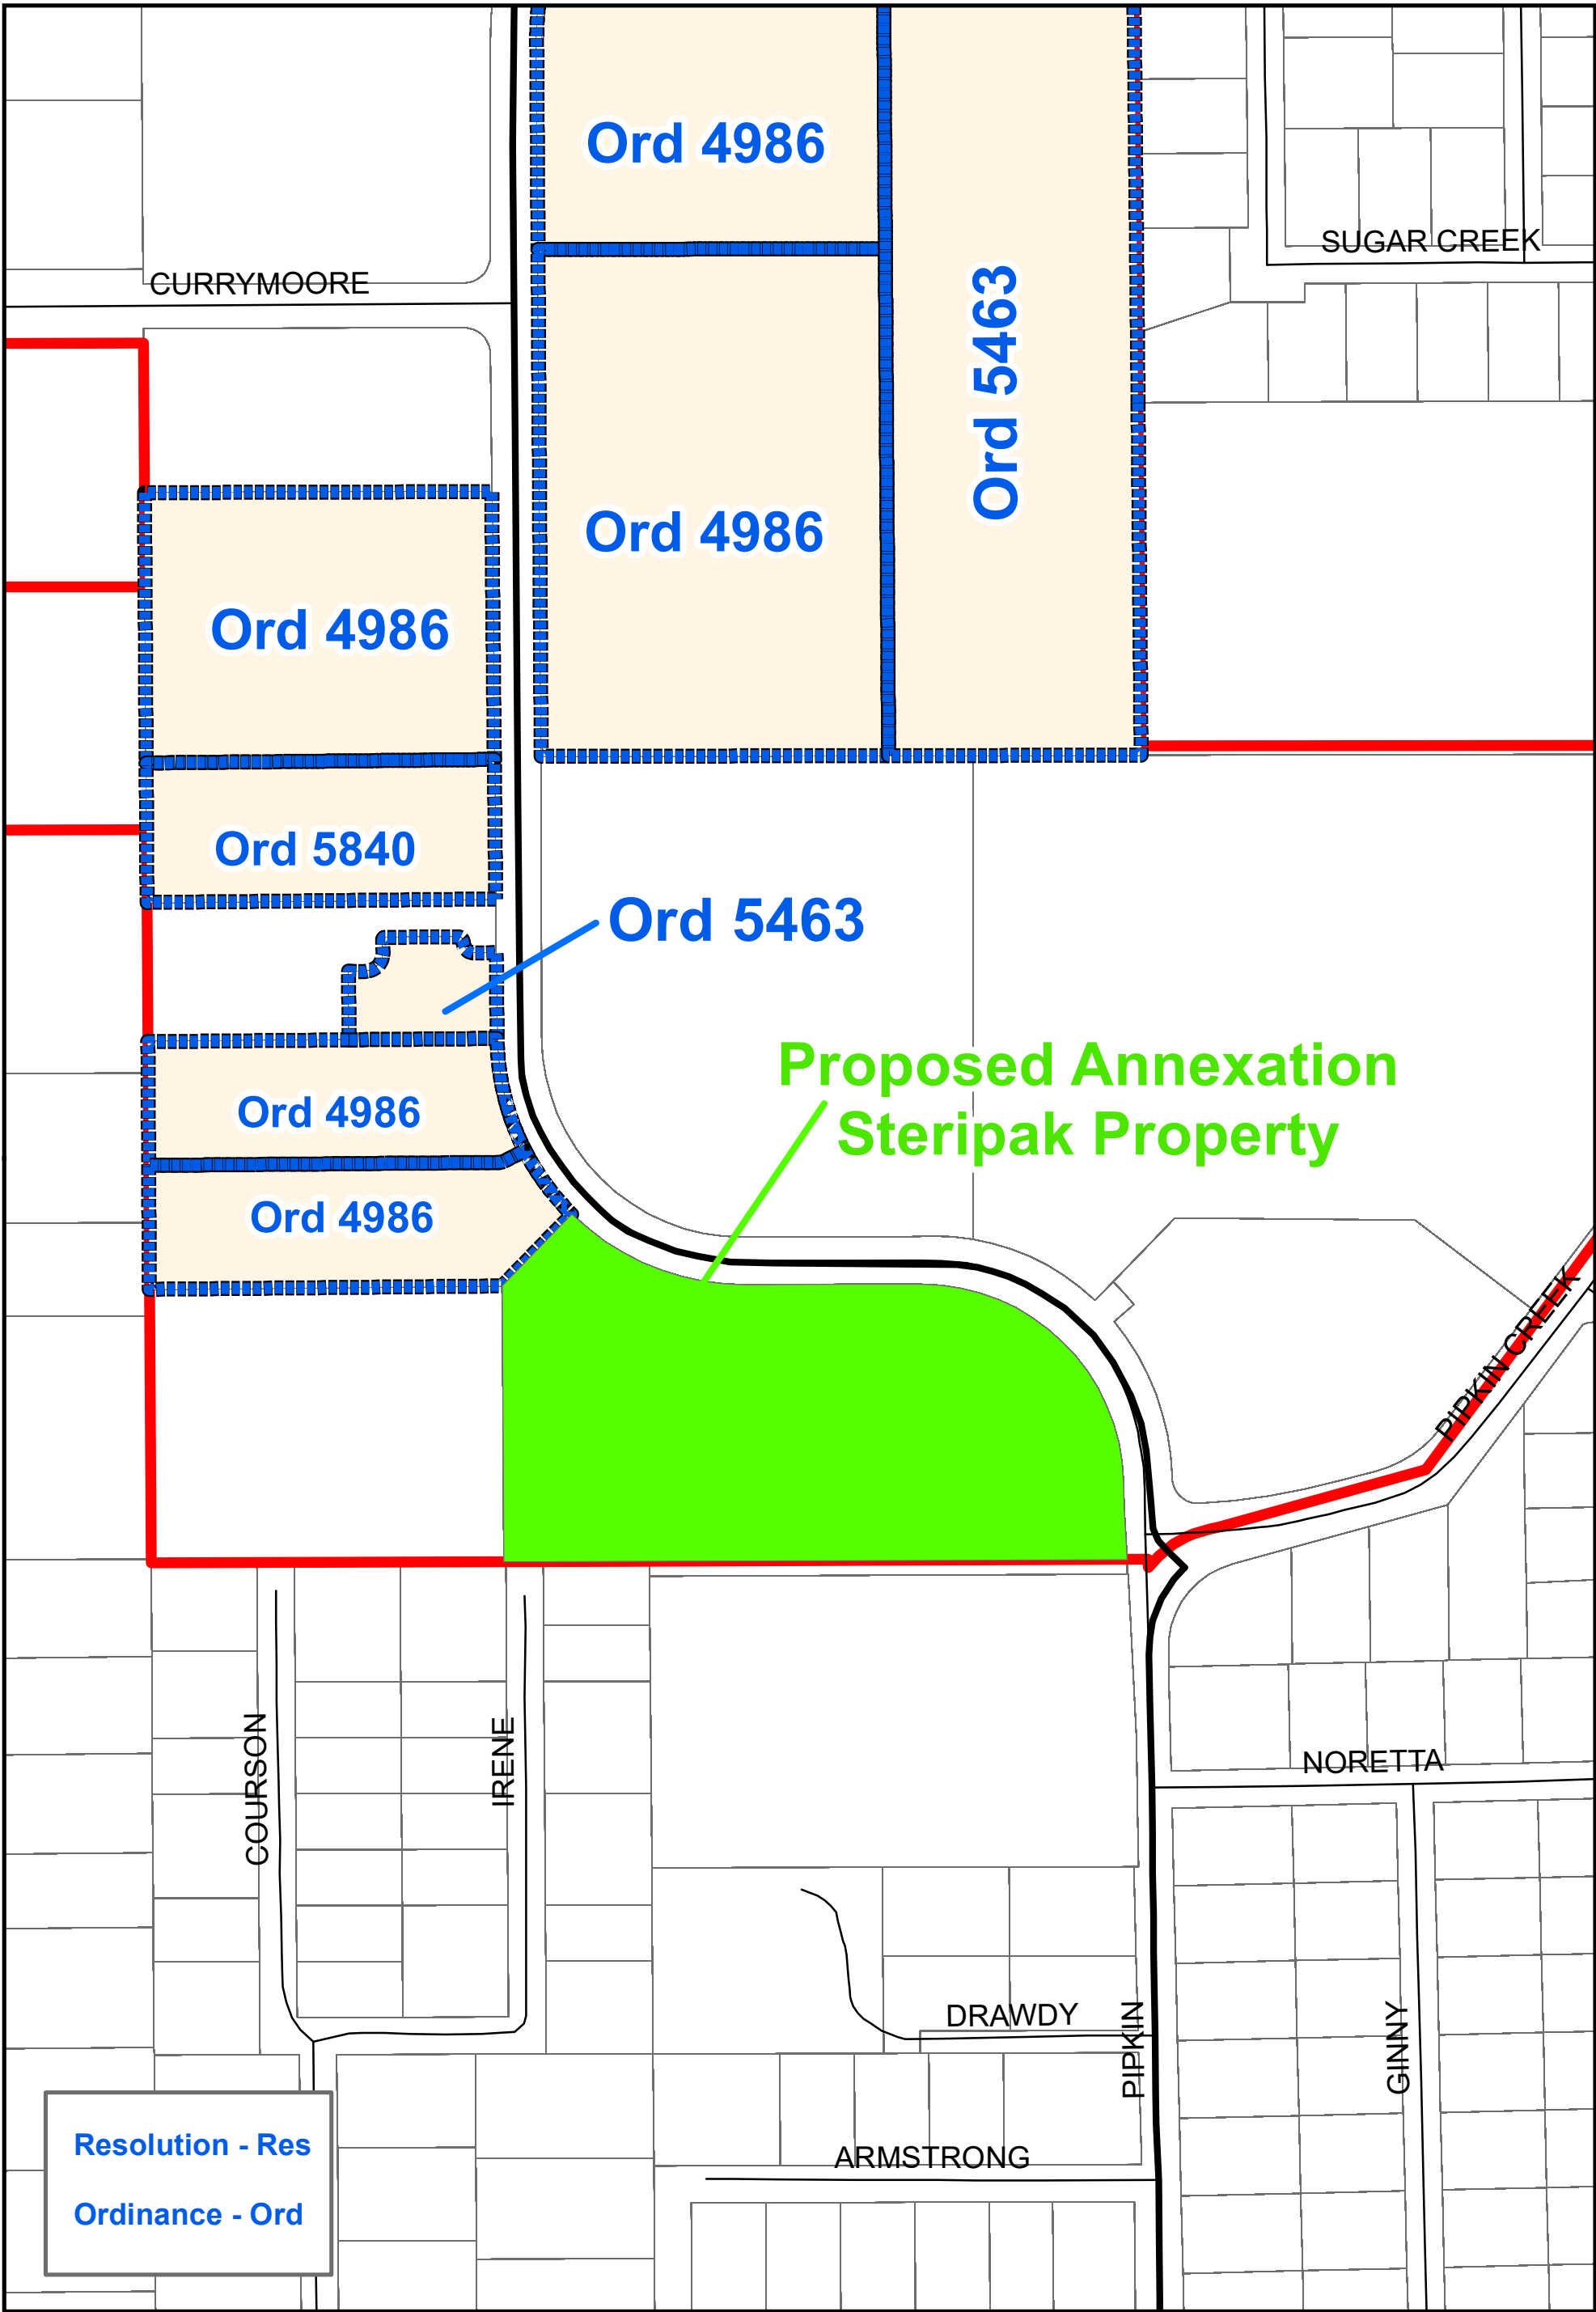 Ord 4986
SUGAR CREEK
CURRYMOORE
Ord 5463
Ord 4986
Ord 4986
Ord 5840
Ord 5463
Proposed Annexation
Steripak Property
Ord 4986
Ord 4986
PIPKIN CREEK
COURSON
IRENE
NORETTA
DRAWDY
PIPKIN
GINNY
ARMSTRONG
Resolution - Res
Ordinance - Ord